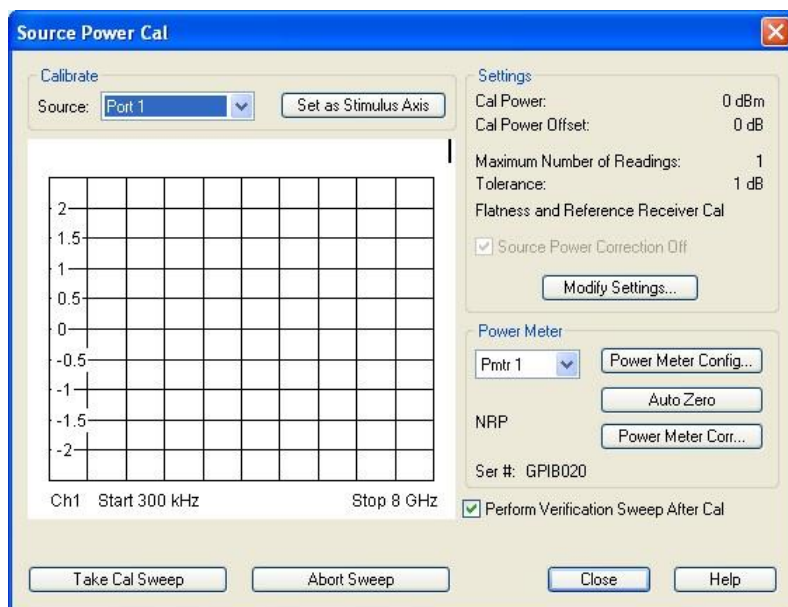 Source Power Cal
Calibrate
Source: Port 1 Set as Stimulus Axis
2
1.5
1
0.5
0
-0.5
-1
-1.5
-2
Ch1 Start 300 kHz Stop 8 GHz
Settings
Cal Power: 0 dBm
Cal Power Offset: 0 dB
Maximum Number of Readings: 1
Tolerance: 1 dB
Flatness and Reference Receiver Cal
Source Power Correction Off
Modify Settings...
Power Meter
Pmtr 1 Power Meter Config...
Auto Zero
NRP
Power Meter Corr...
Ser #: GPIB020
Perform Verification Sweep After Cal
Take Cal Sweep Abort Sweep Close Help